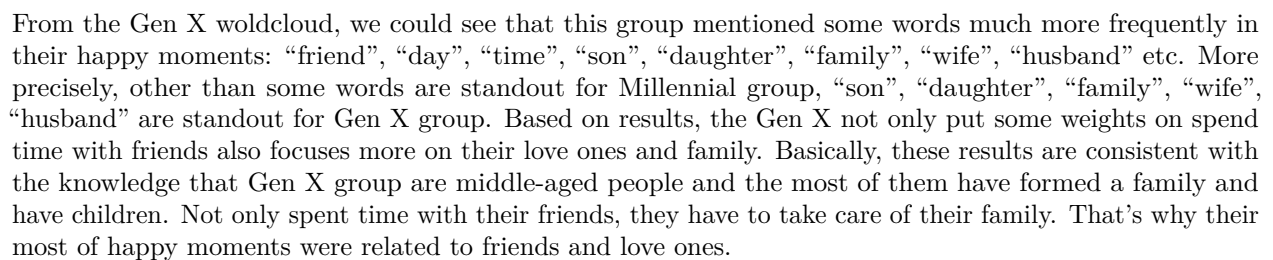 From the Gen X woldcloud, we could see that this group mentioned some words much more frequently in
their happy moments: “friend”, “day”, “time”, “son”, “daughter”, “family”, “wife”, “husband” etc. More
precisely, other than some words are standout for Millennial group, “son”, “daughter”, “family”, “wife”,
“husband” are standout for Gen X group. Based on results, the Gen X not only put some weights on spend
time with friends also focuses more on their love ones and family. Basically, these results are consistent with
the knowledge that Gen X group are middle-aged people and the most of them have formed a family and
have children. Not only spent time with their friends, they have to take care of their family. That’s why their
most of happy moments were related to friends and love ones.